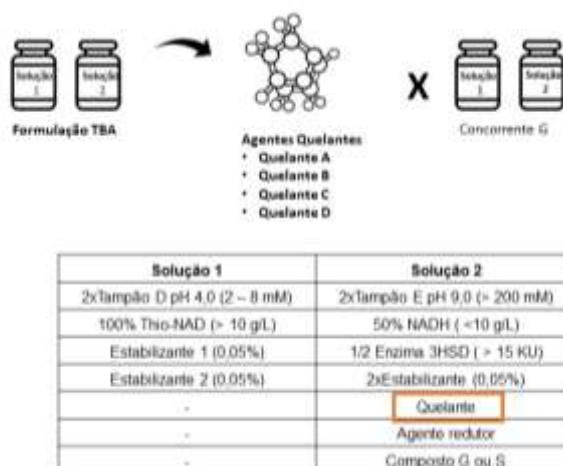 Solução
1
Solução
2
Solução
1
Solução
2
Formulação TBA
X
Concorrente G
Agentes Quelantes
• Quelante A
• Quelante B
• Quelante C
• Quelante D
Solução 1 Solução 2
2xTampão D pH 4,0 (2 – 8 mM) 2xTampão E pH 9,0 (> 200 mM)
100% Thio-NAD (> 10 g/L) 50% NADH ( <10 g/L)
Estabilizante 1 (0,05%) 1/2 Enzima 3HSD ( > 15 KU)
Estabilizante 2 (0,05%) 2xEstabilizante (0,05%)
- Quelante
- Agente redutor
- Composto G ou S